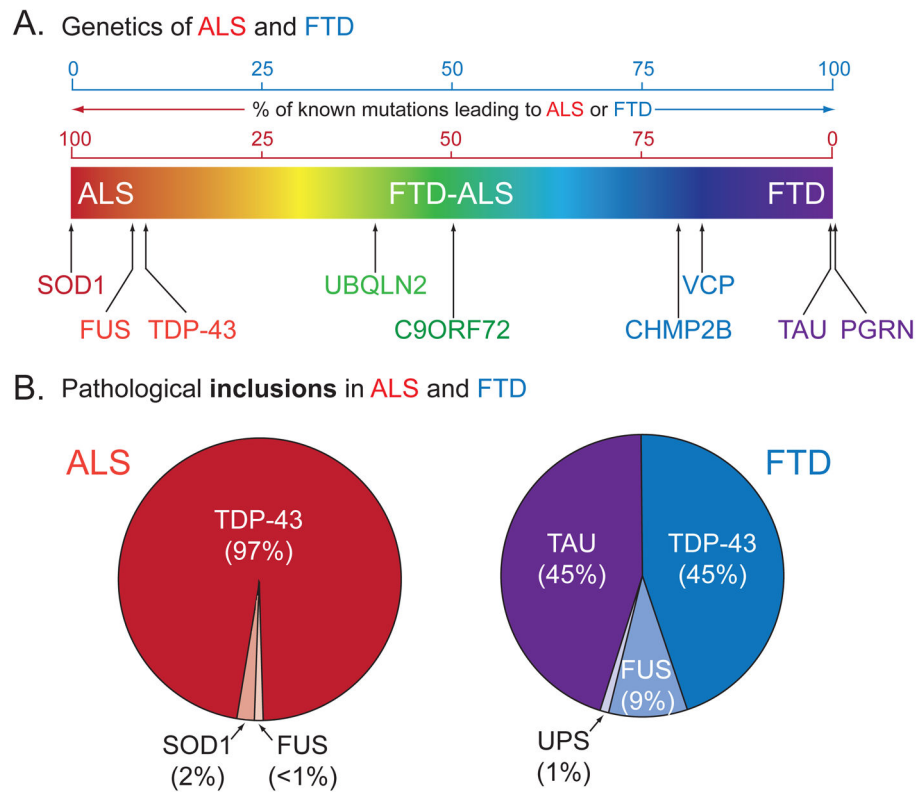 A. Genetics of ALS and FTD
0 25 50 75 100
% of known mutations leading to ALS or FTD
100 25 50 75 0
ALS FTD-ALS FTD
SOD1 UBQLN2 VCP
FUS TDP-43 C9ORF72 CHMP2B TAU PGRN
B. Pathological inclusions in ALS and FTD
ALS
TDP-43
(97%)
SOD1
(2%)
FUS
(<1%)
FTD
TAU
(45%)
TDP-43
(45%)
FUS
(9%)
UPS
(1%)